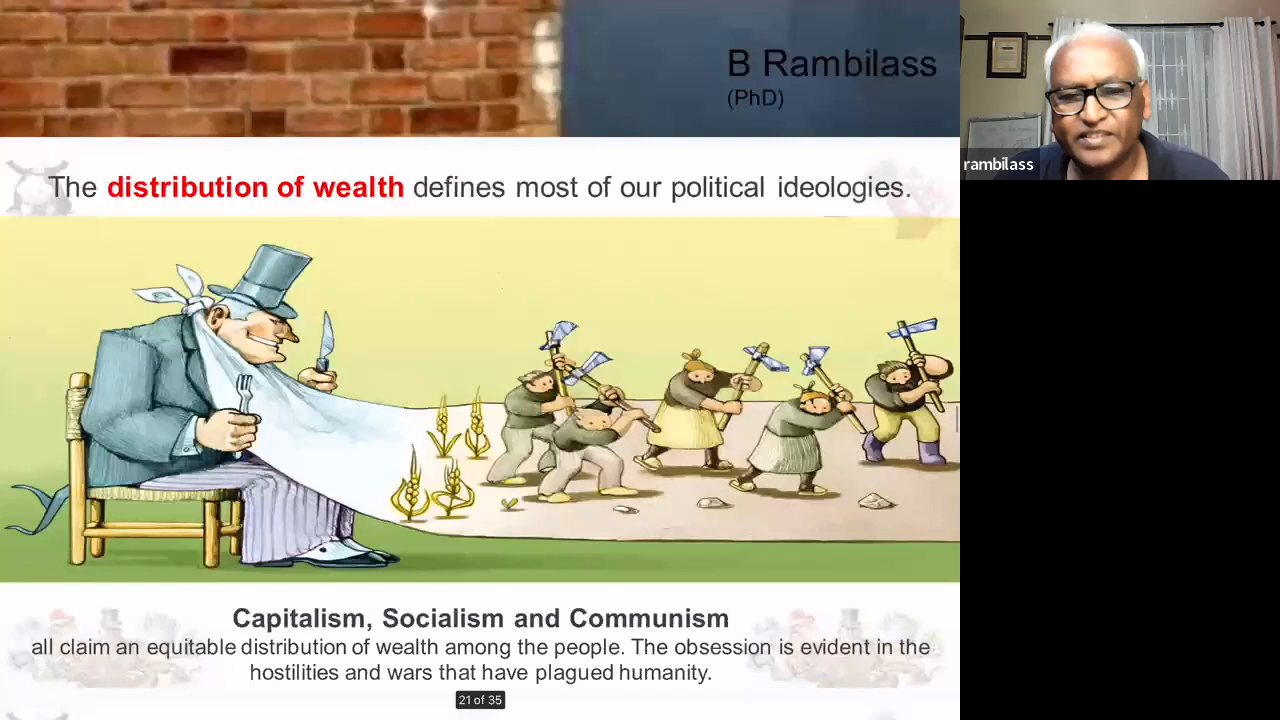 B Rambilass
(PhD)
rambilass
The distribution of wealth defines most of our political ideologies.
Capitalism, Socialism and Communism
all claim an equitable distribution of wealth among the people. The obsession is evident in the
hostilities and wars that have plagued humanity.
21 of 35